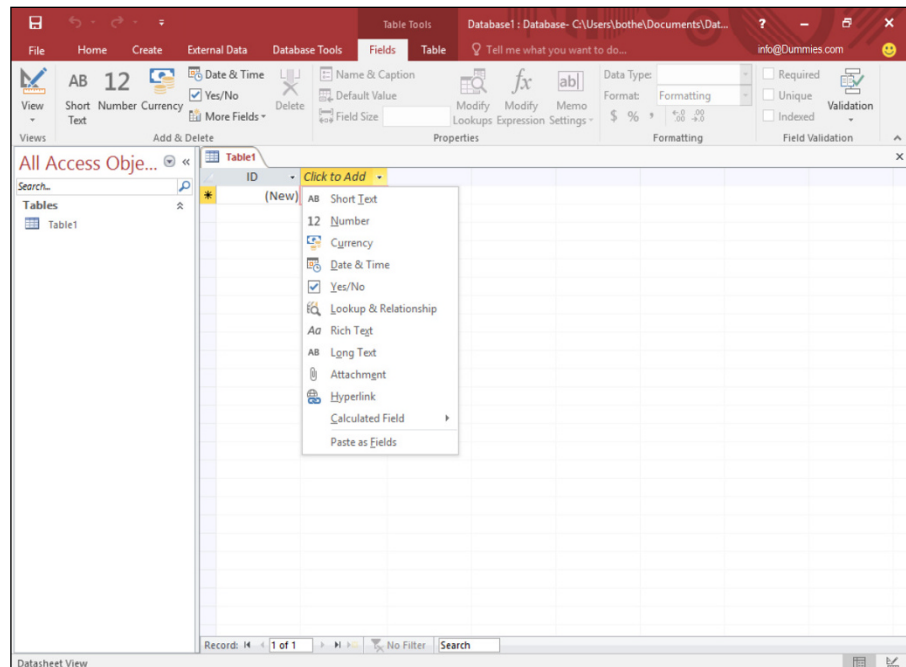 Table Tools Database1 : Database- C:\Users\bothe\Documents\Dat... ?
File Home Create External Data Database Tools Fields Table Tell me what you want to do... info@Dummies.com
View
Views
AB Short Text
12 Number
Currency
Date & Time
Yes/No
More Fields
Delete
Add & Delete
Name & Caption
Default Value
Field Size
Modify Lookups
fx Modify Expression
ab Memo Settings
Properties
Data Type:
Format: Formatting
$ % , .0 .00 .00 .0
Formatting
Required
Unique
Indexed
Validation
Field Validation
All Access Obje... «
Search...
Tables
Table1
Table1
ID Click to Add
(New)
AB Short Text
12 Number
Currency
Date & Time
Yes/No
Lookup & Relationship
Aa Rich Text
AB Long Text
Attachment
Hyperlink
Calculated Field
Paste as Fields
Record: 1 of 1 No Filter Search
Datasheet View